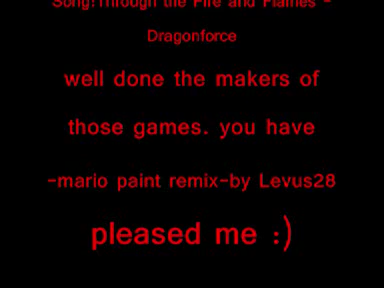 Song:Through the Fire and Flames -
Dragonforce
well done the makers of
those games. you have
-mario paint remix-by Levus28
pleased me :)